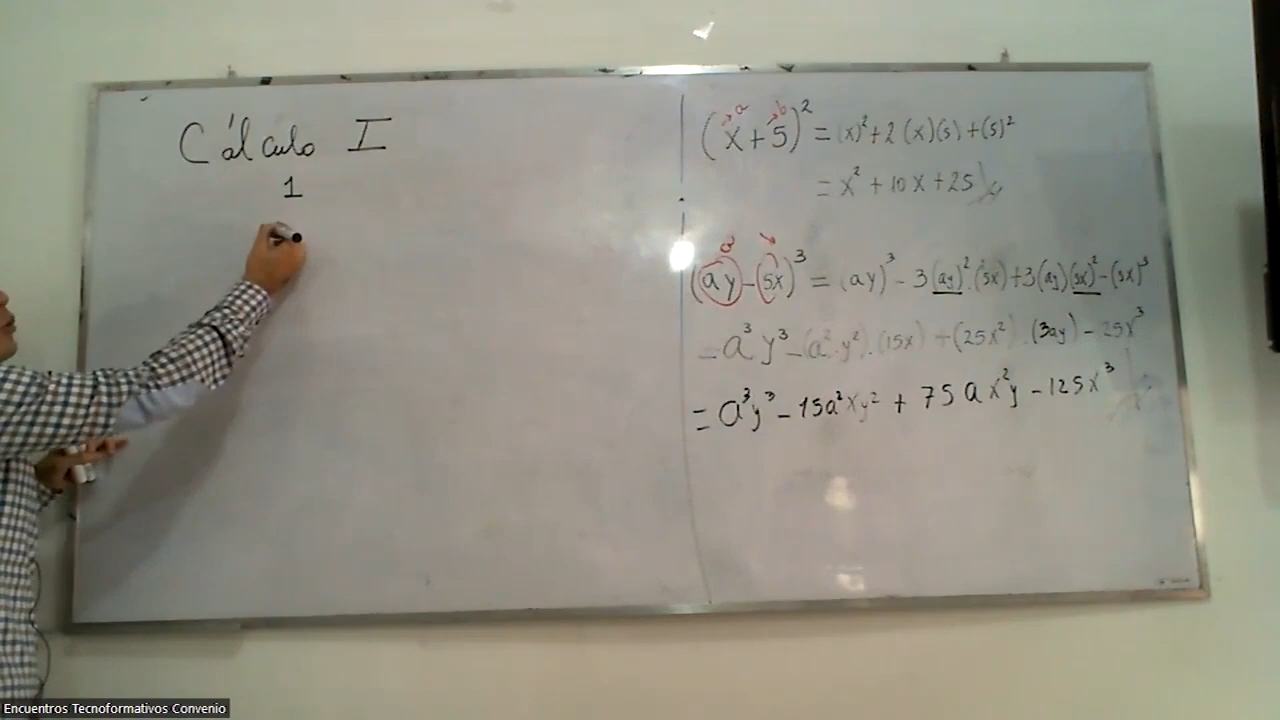 Cálculo I
1
a b
(x+5)² = (x)²+2(x)(5)+(5)²
= x² + 10x + 25
a
(ay-5x)³ = (ay)³ - 3(ay)²·(5x)+3(ay)(5x)²-(5x)³
- a³y³-(a²·y²)·(15x) + (25x²)·(3ay) - 25x³
= a³y³ - 15a²xy² + 75ax²y - 125x³
Encuentros Tecnoformativos Convenio